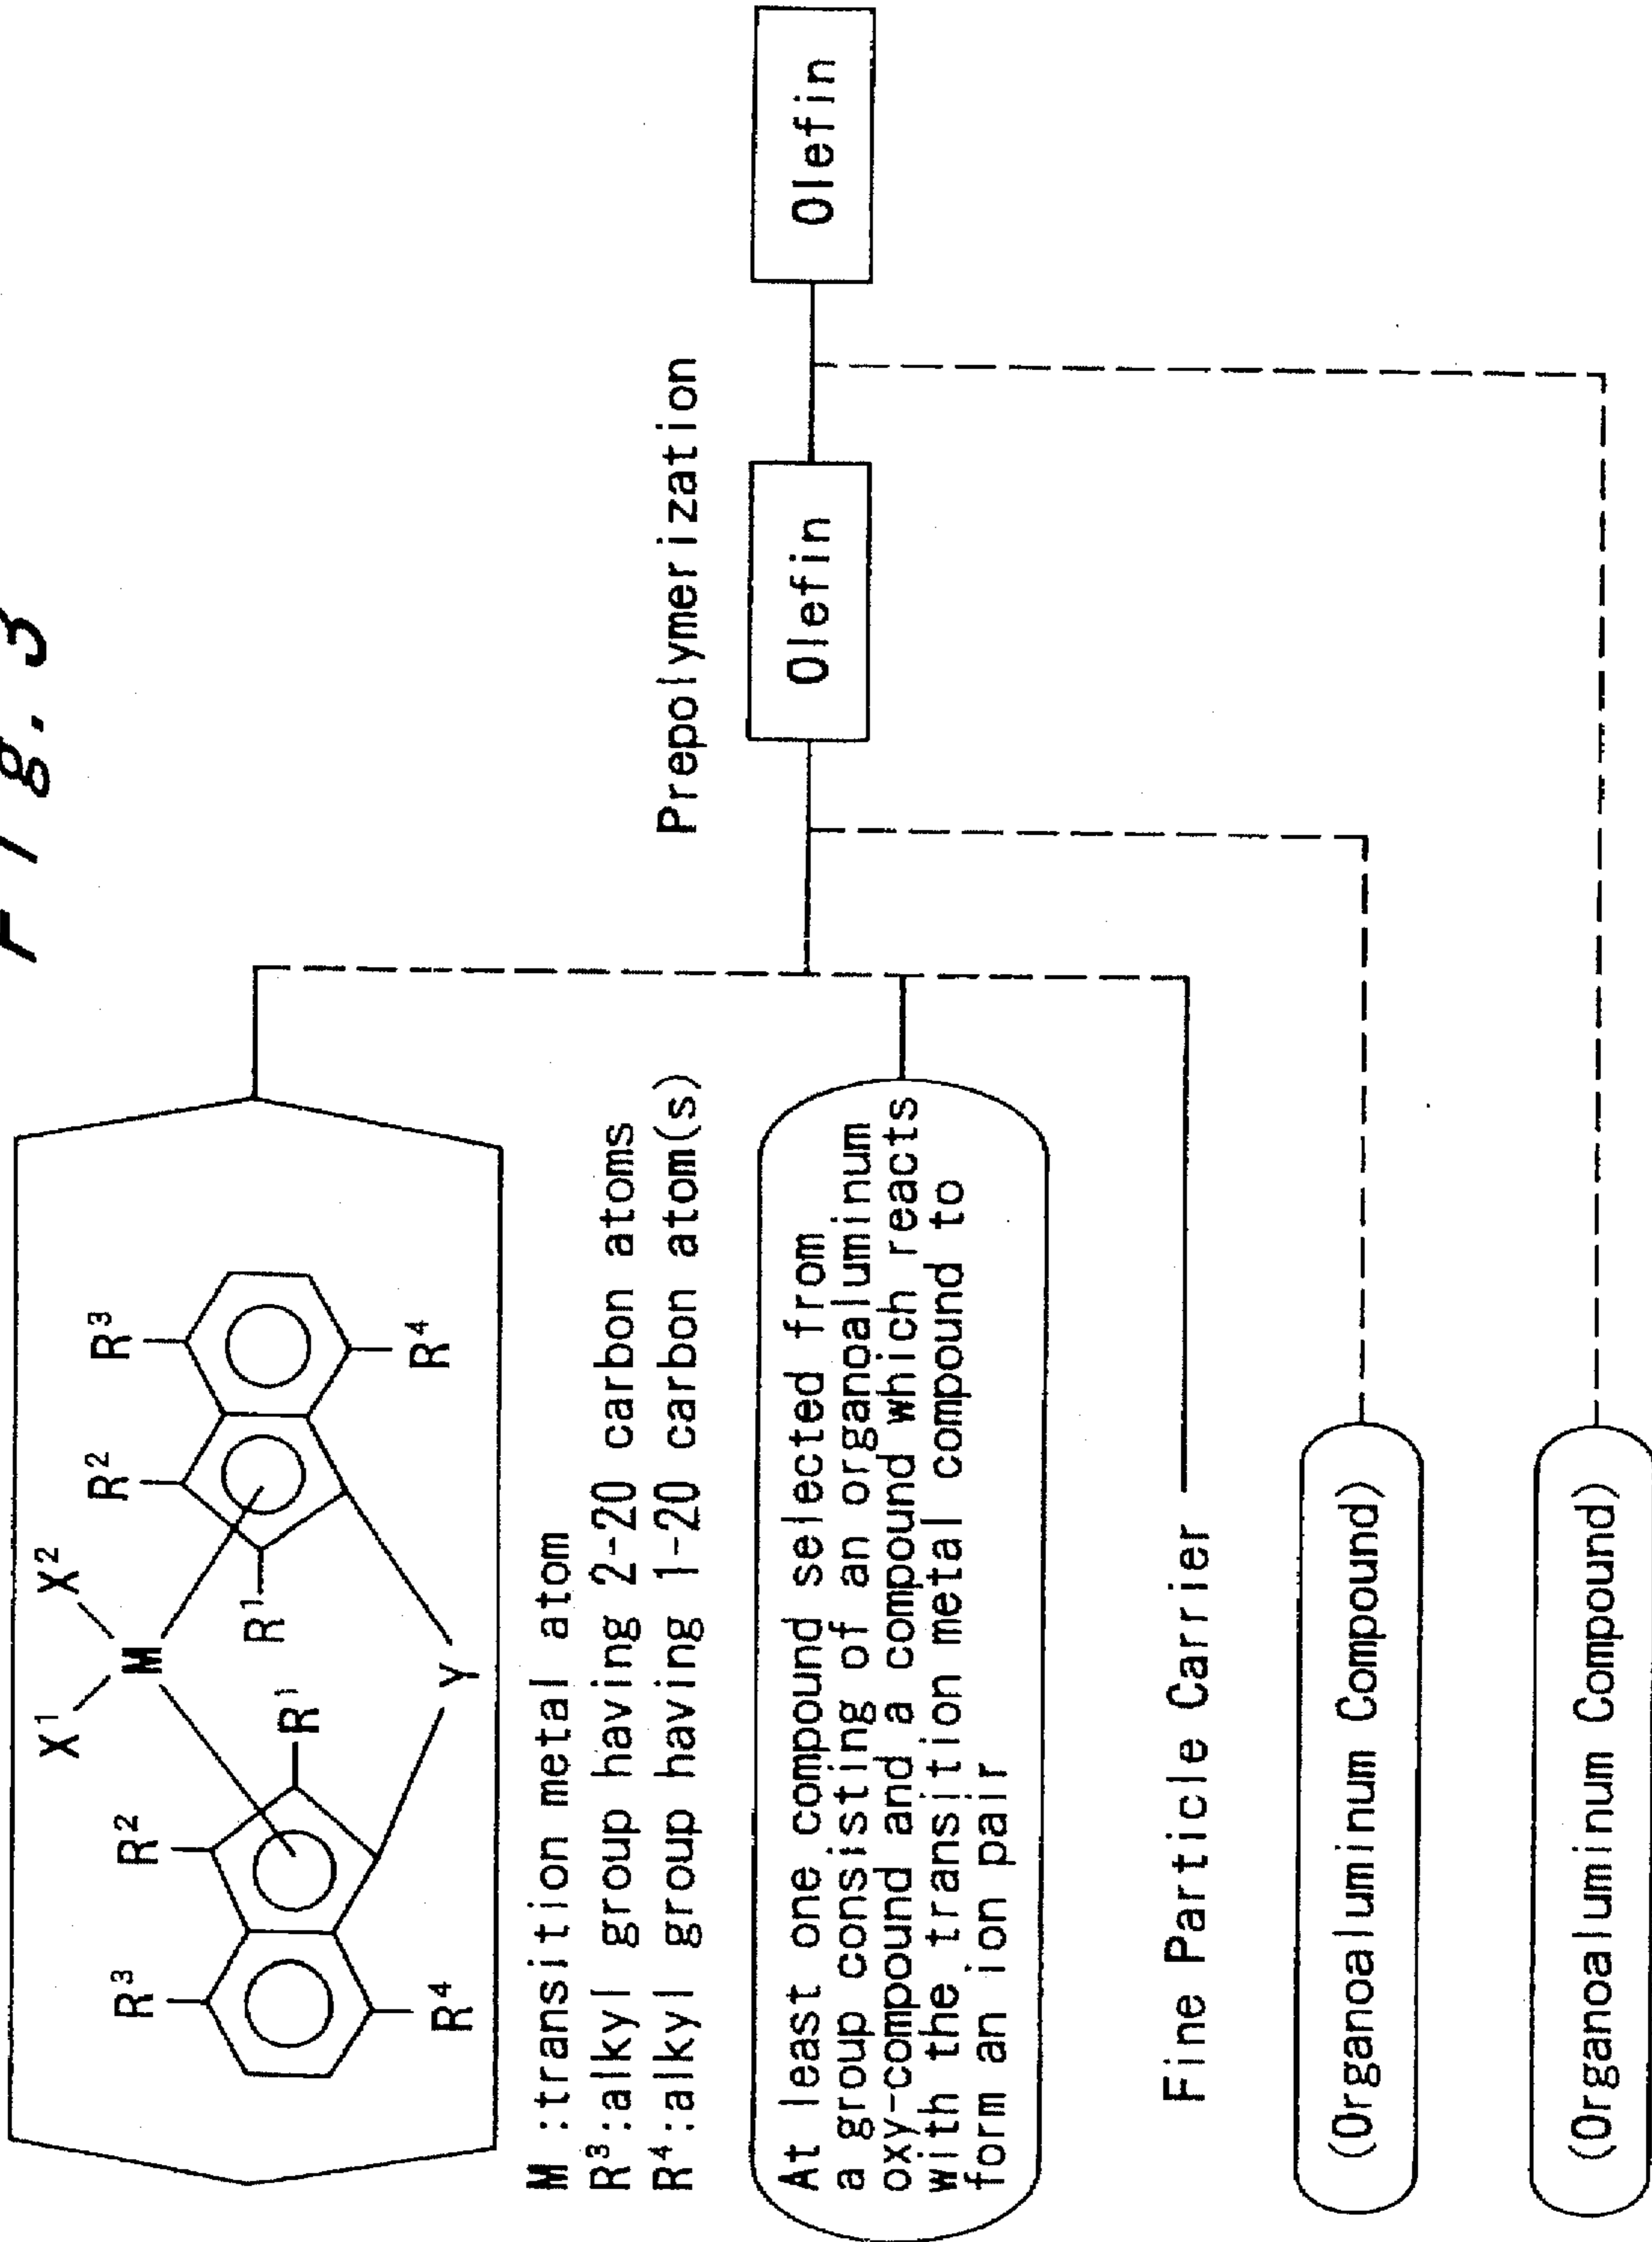 Fig. 3
X¹ X²
M
R³ R² R¹ R² R³
R¹
R⁴ Y R⁴
M :transition metal atom
R³:alkyl group having 2-20 carbon atoms
R⁴:alkyl group having 1-20 carbon atom(s)
At least one compound selected from
a group consisting of an organoaluminum
oxy-compound and a compound which reacts
with the transition metal compound to
form an ion pair
Prepolymerization
Olefin
Olefin
Fine Particle Carrier
(Organoaluminum Compound)
(Organoaluminum Compound)